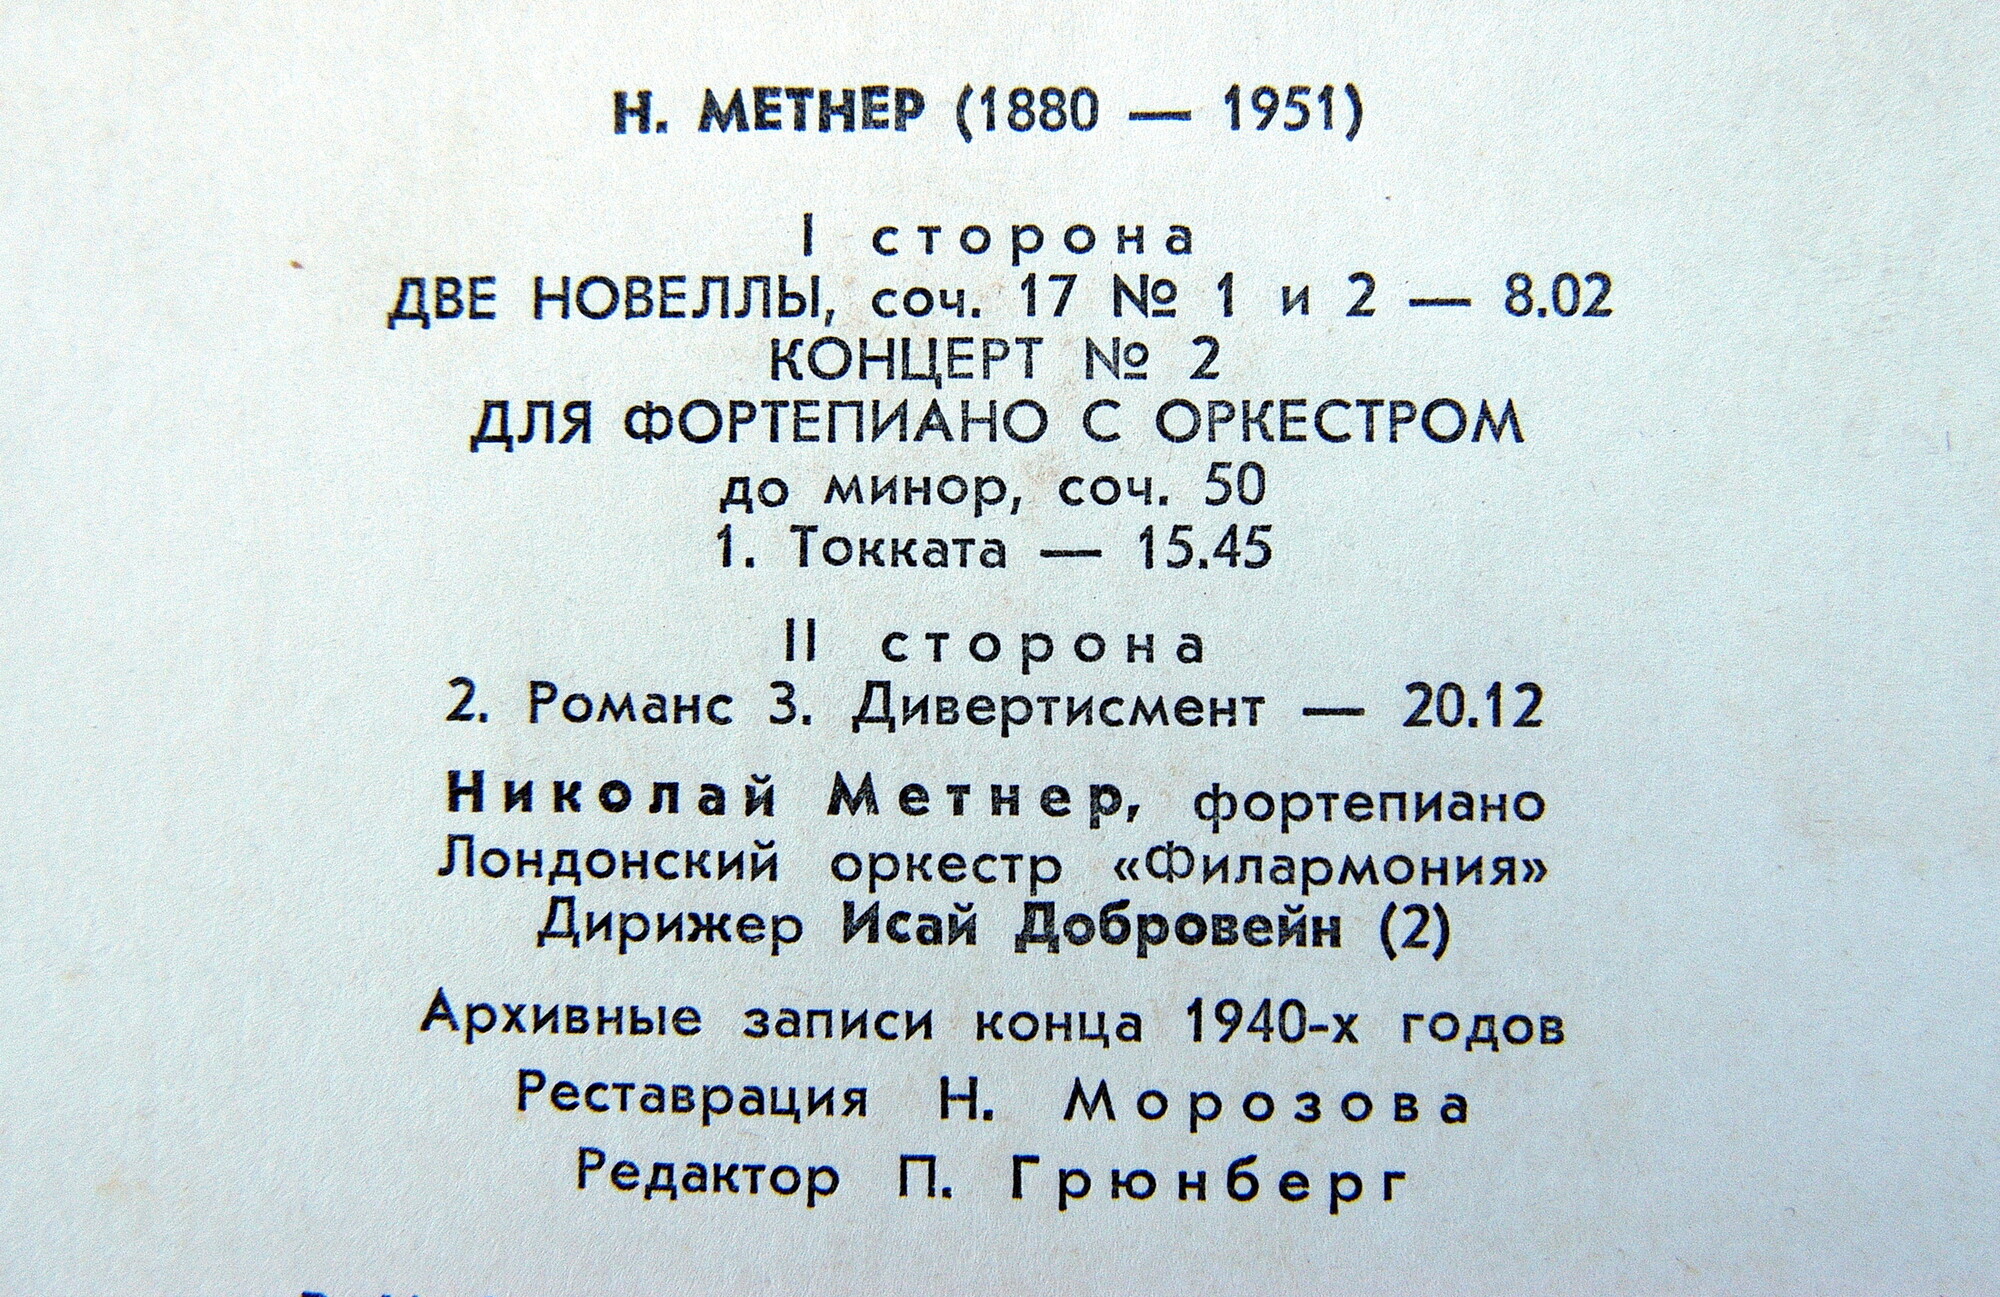 Н. МЕТНЕР (1880 — 1951)
I сторона
ДВЕ НОВЕЛЛЫ, соч. 17 № 1 и 2 — 8.02
КОНЦЕРТ № 2
ДЛЯ ФОРТЕПИАНО С ОРКЕСТРОМ
до минор, соч. 50
1. Токката — 15.45
II сторона
2. Романс 3. Дивертисмент — 20.12
Николай Метнер, фортепиано
Лондонский оркестр «Филармония»
Дирижер Исай Добровейн (2)
Архивные записи конца 1940-х годов
Реставрация Н. Морозова
Редактор П. Грюнберг